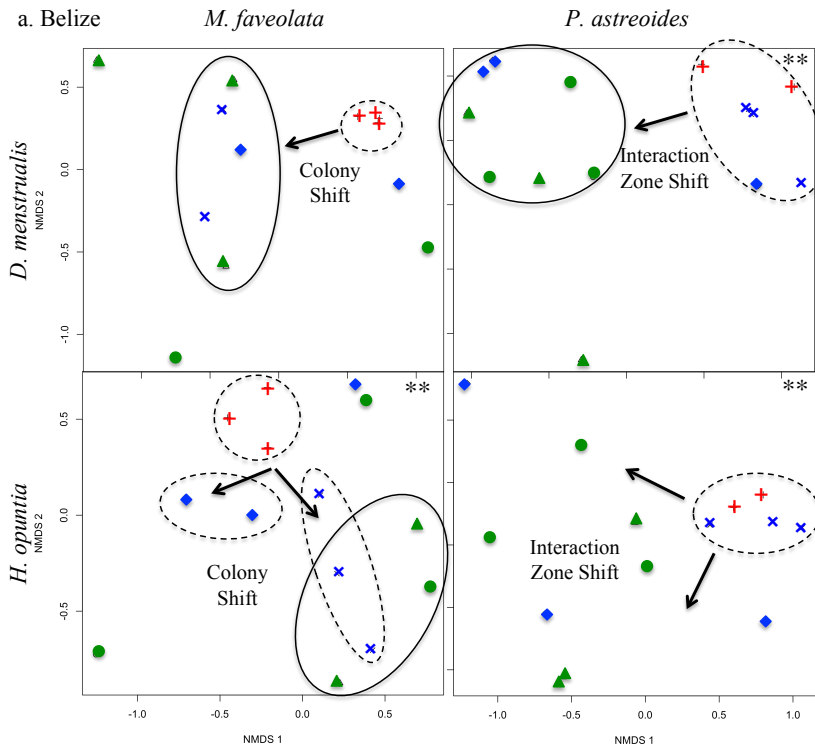 a. Belize
M. faveolata
P. astreoides
D. menstrualis
NMDS 2
0.5
0.0
-0.5
-1.0
Colony
Shift
**
Interaction
Zone Shift
H. opuntia
NMDS 2
0.5
0.0
-0.5
**
Colony
Shift
**
Interaction
Zone Shift
-1.0 -0.5 0.0 0.5
NMDS 1
-1.0 -0.5 0.0 0.5 1.0
NMDS 1